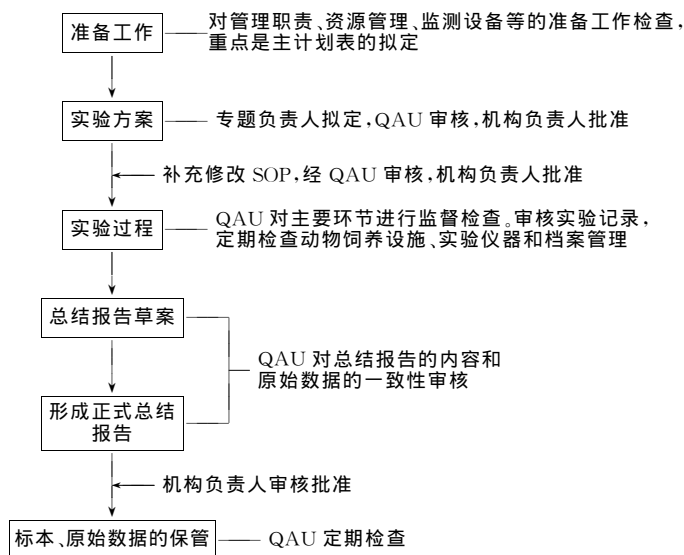 准备工作
对管理职责、资源管理、监测设备等的准备工作检查,
重点是主计划表的拟定
实验方案
专题负责人拟定,QAU 审核,机构负责人批准
补充修改 SOP,经 QAU 审核,机构负责人批准
实验过程
QAU 对主要环节进行监督检查。审核实验记录,
定期检查动物饲养设施、实验仪器和档案管理
总结报告草案
QAU 对总结报告的内容和
原始数据的一致性审核
形成正式总结
报告
机构负责人审核批准
标本、原始数据的保管
QAU 定期检查